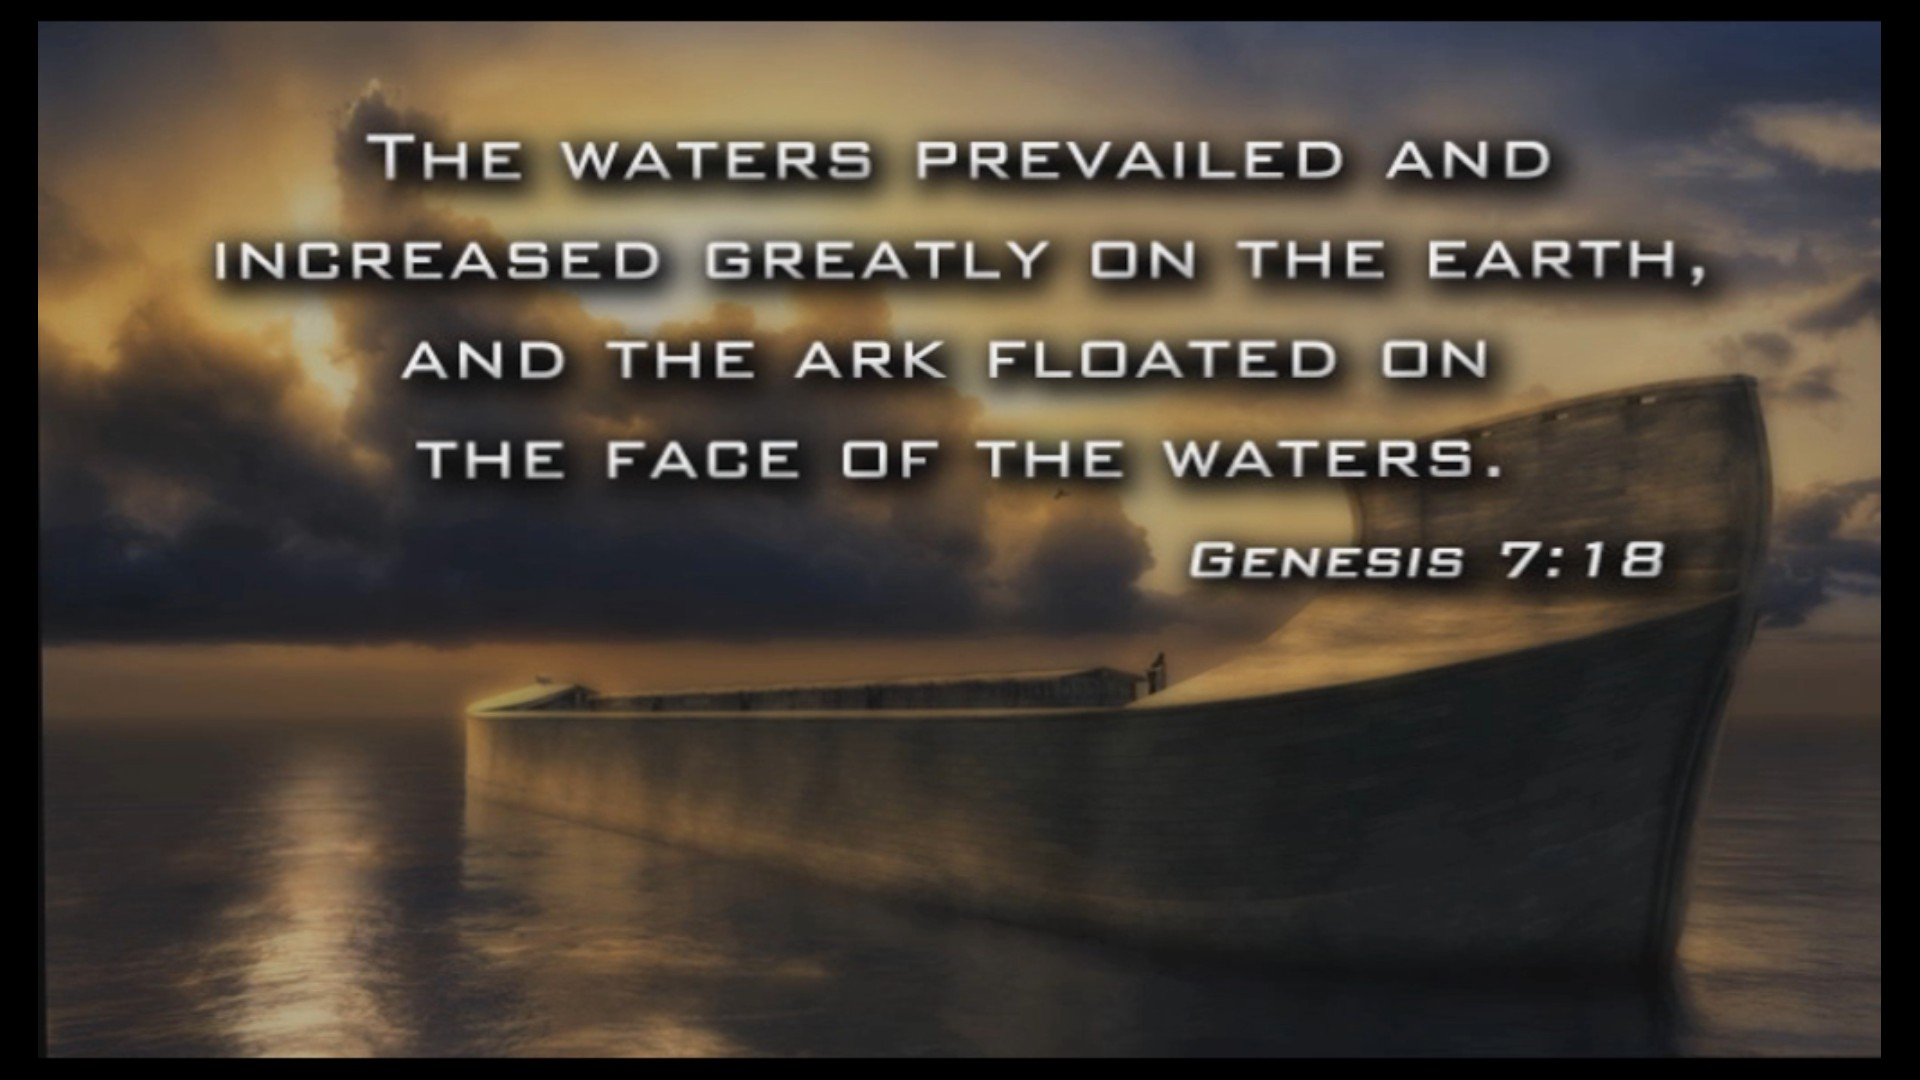 The waters prevailed and
increased greatly on the earth,
and the ark floated on
the face of the waters.
Genesis 7:18